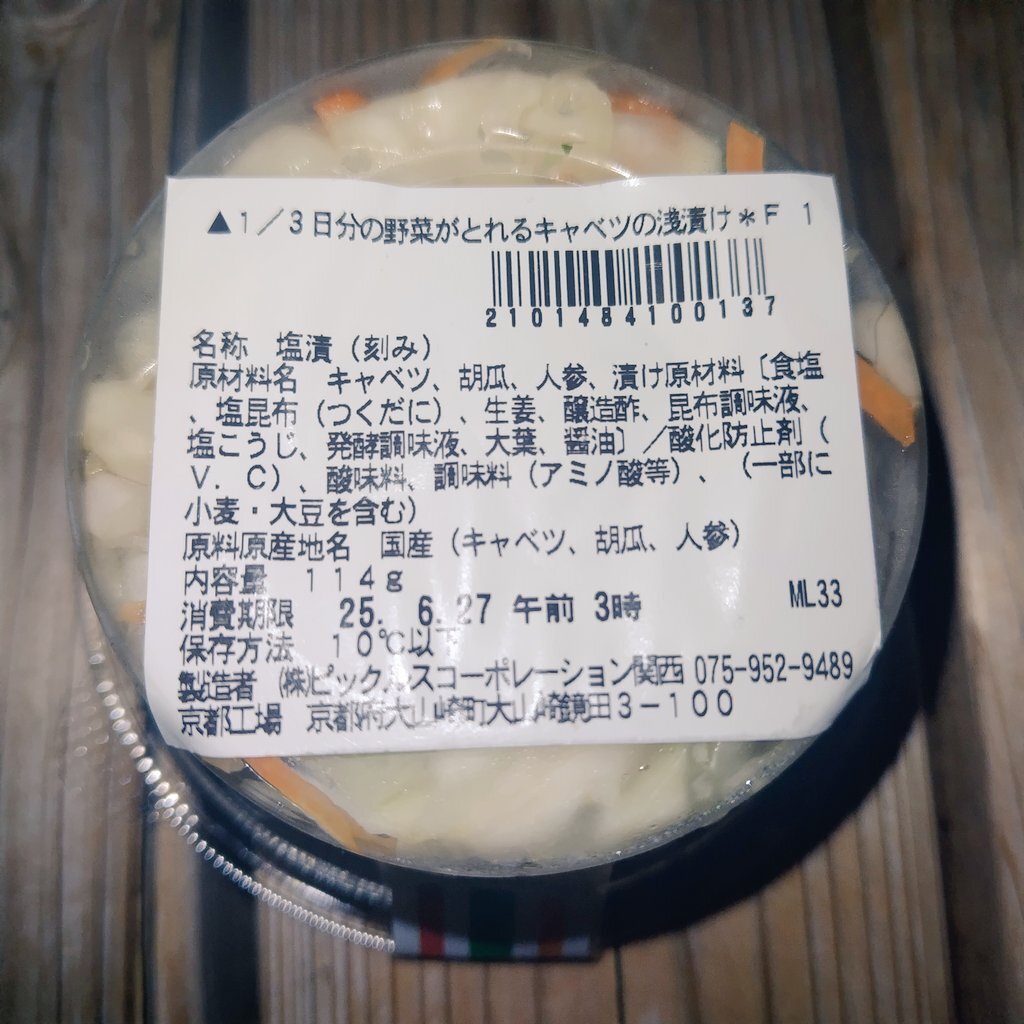 ▲1／3日分の野菜がとれるキャベツの浅漬け＊F 1
2101484100137
名称 塩漬（刻み）
原材料名 キャベツ、胡瓜、人参、漬け原材料〔食塩
、塩昆布（つくだに）、生姜、醸造酢、昆布調味液、
塩こうじ、発酵調味液、大葉、醤油〕／酸化防止剤（
V．C）、酸味料、調味料（アミノ酸等）、（一部に
小麦・大豆を含む）
原料原産地名 国産（キャベツ、胡瓜、人参）
内容量 114g
消費期限 25. 6.27 午前 3時 ML33
保存方法 10℃以下
製造者 (株)ピックルスコーポレーション関西 075-952-9489
京都工場 京都府大山崎町大山崎鏡田3－100